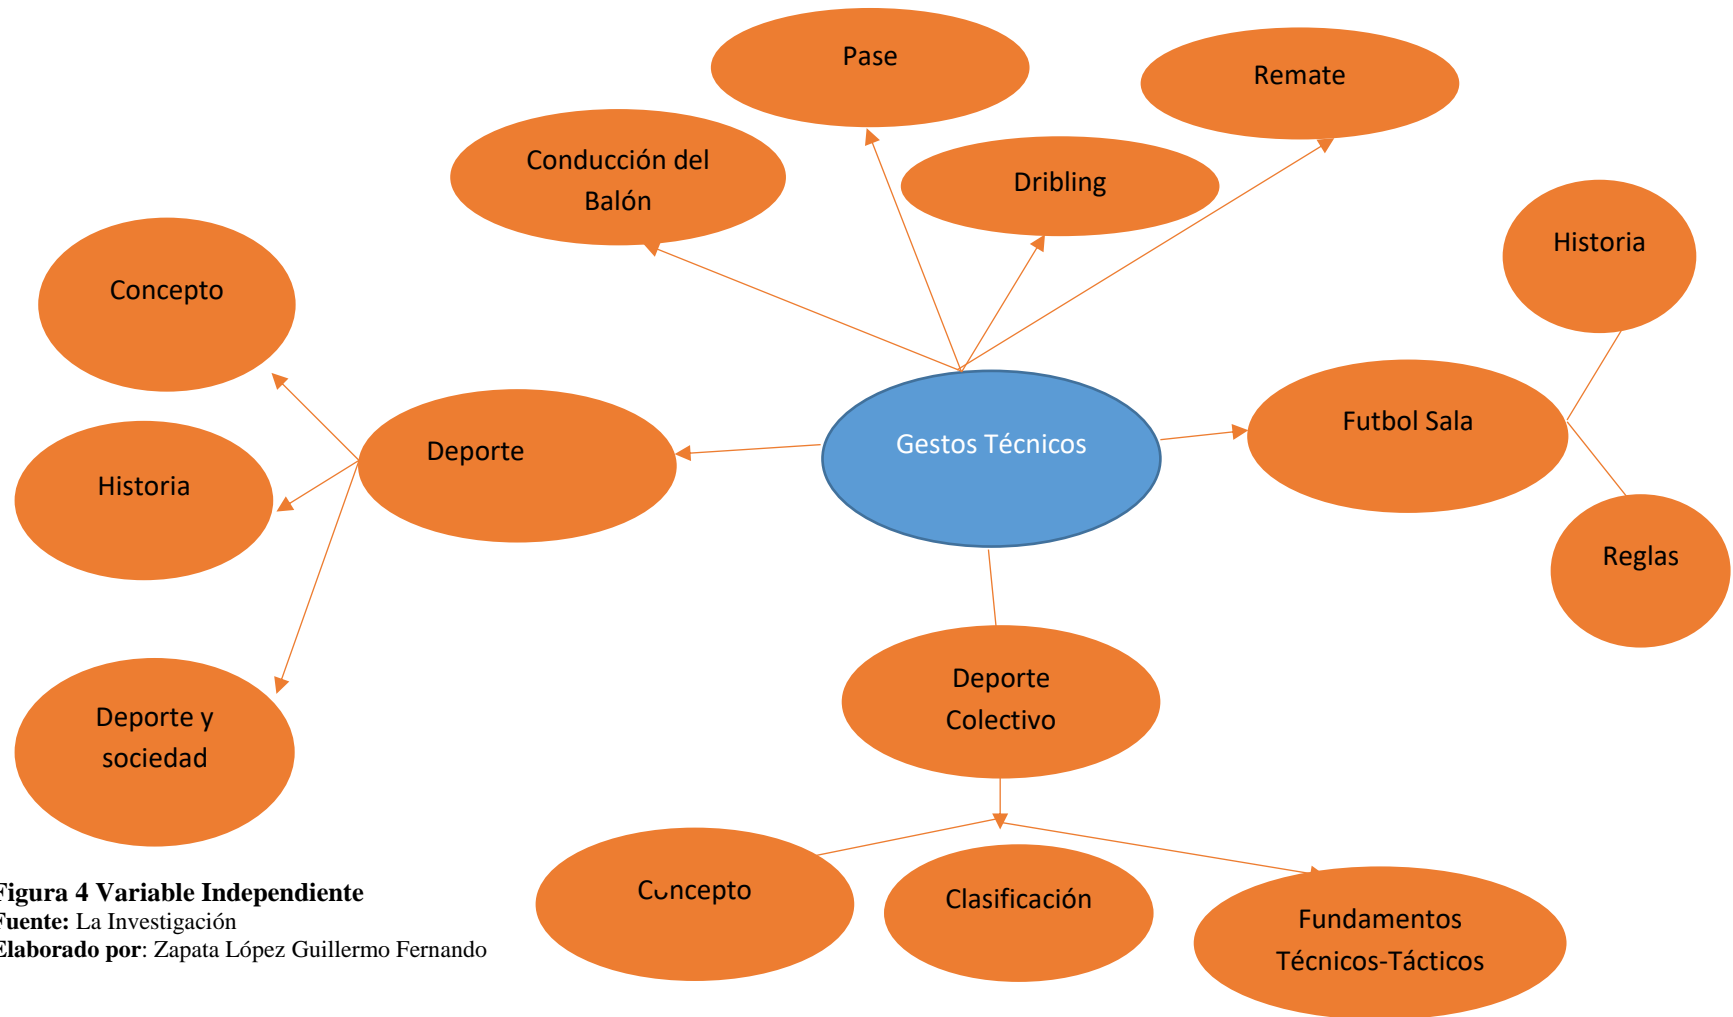 Pase
Remate
Conducción del
Balón
Dribling
Historia
Concepto
Futbol Sala
Gestos Técnicos
Deporte
Historia
Reglas
Deporte
Colectivo
Deporte y
sociedad
Concepto
Clasificación
Fundamentos
Técnicos-Tácticos
Figura 4 Variable Independiente
Fuente: La Investigación
Elaborado por: Zapata López Guillermo Fernando